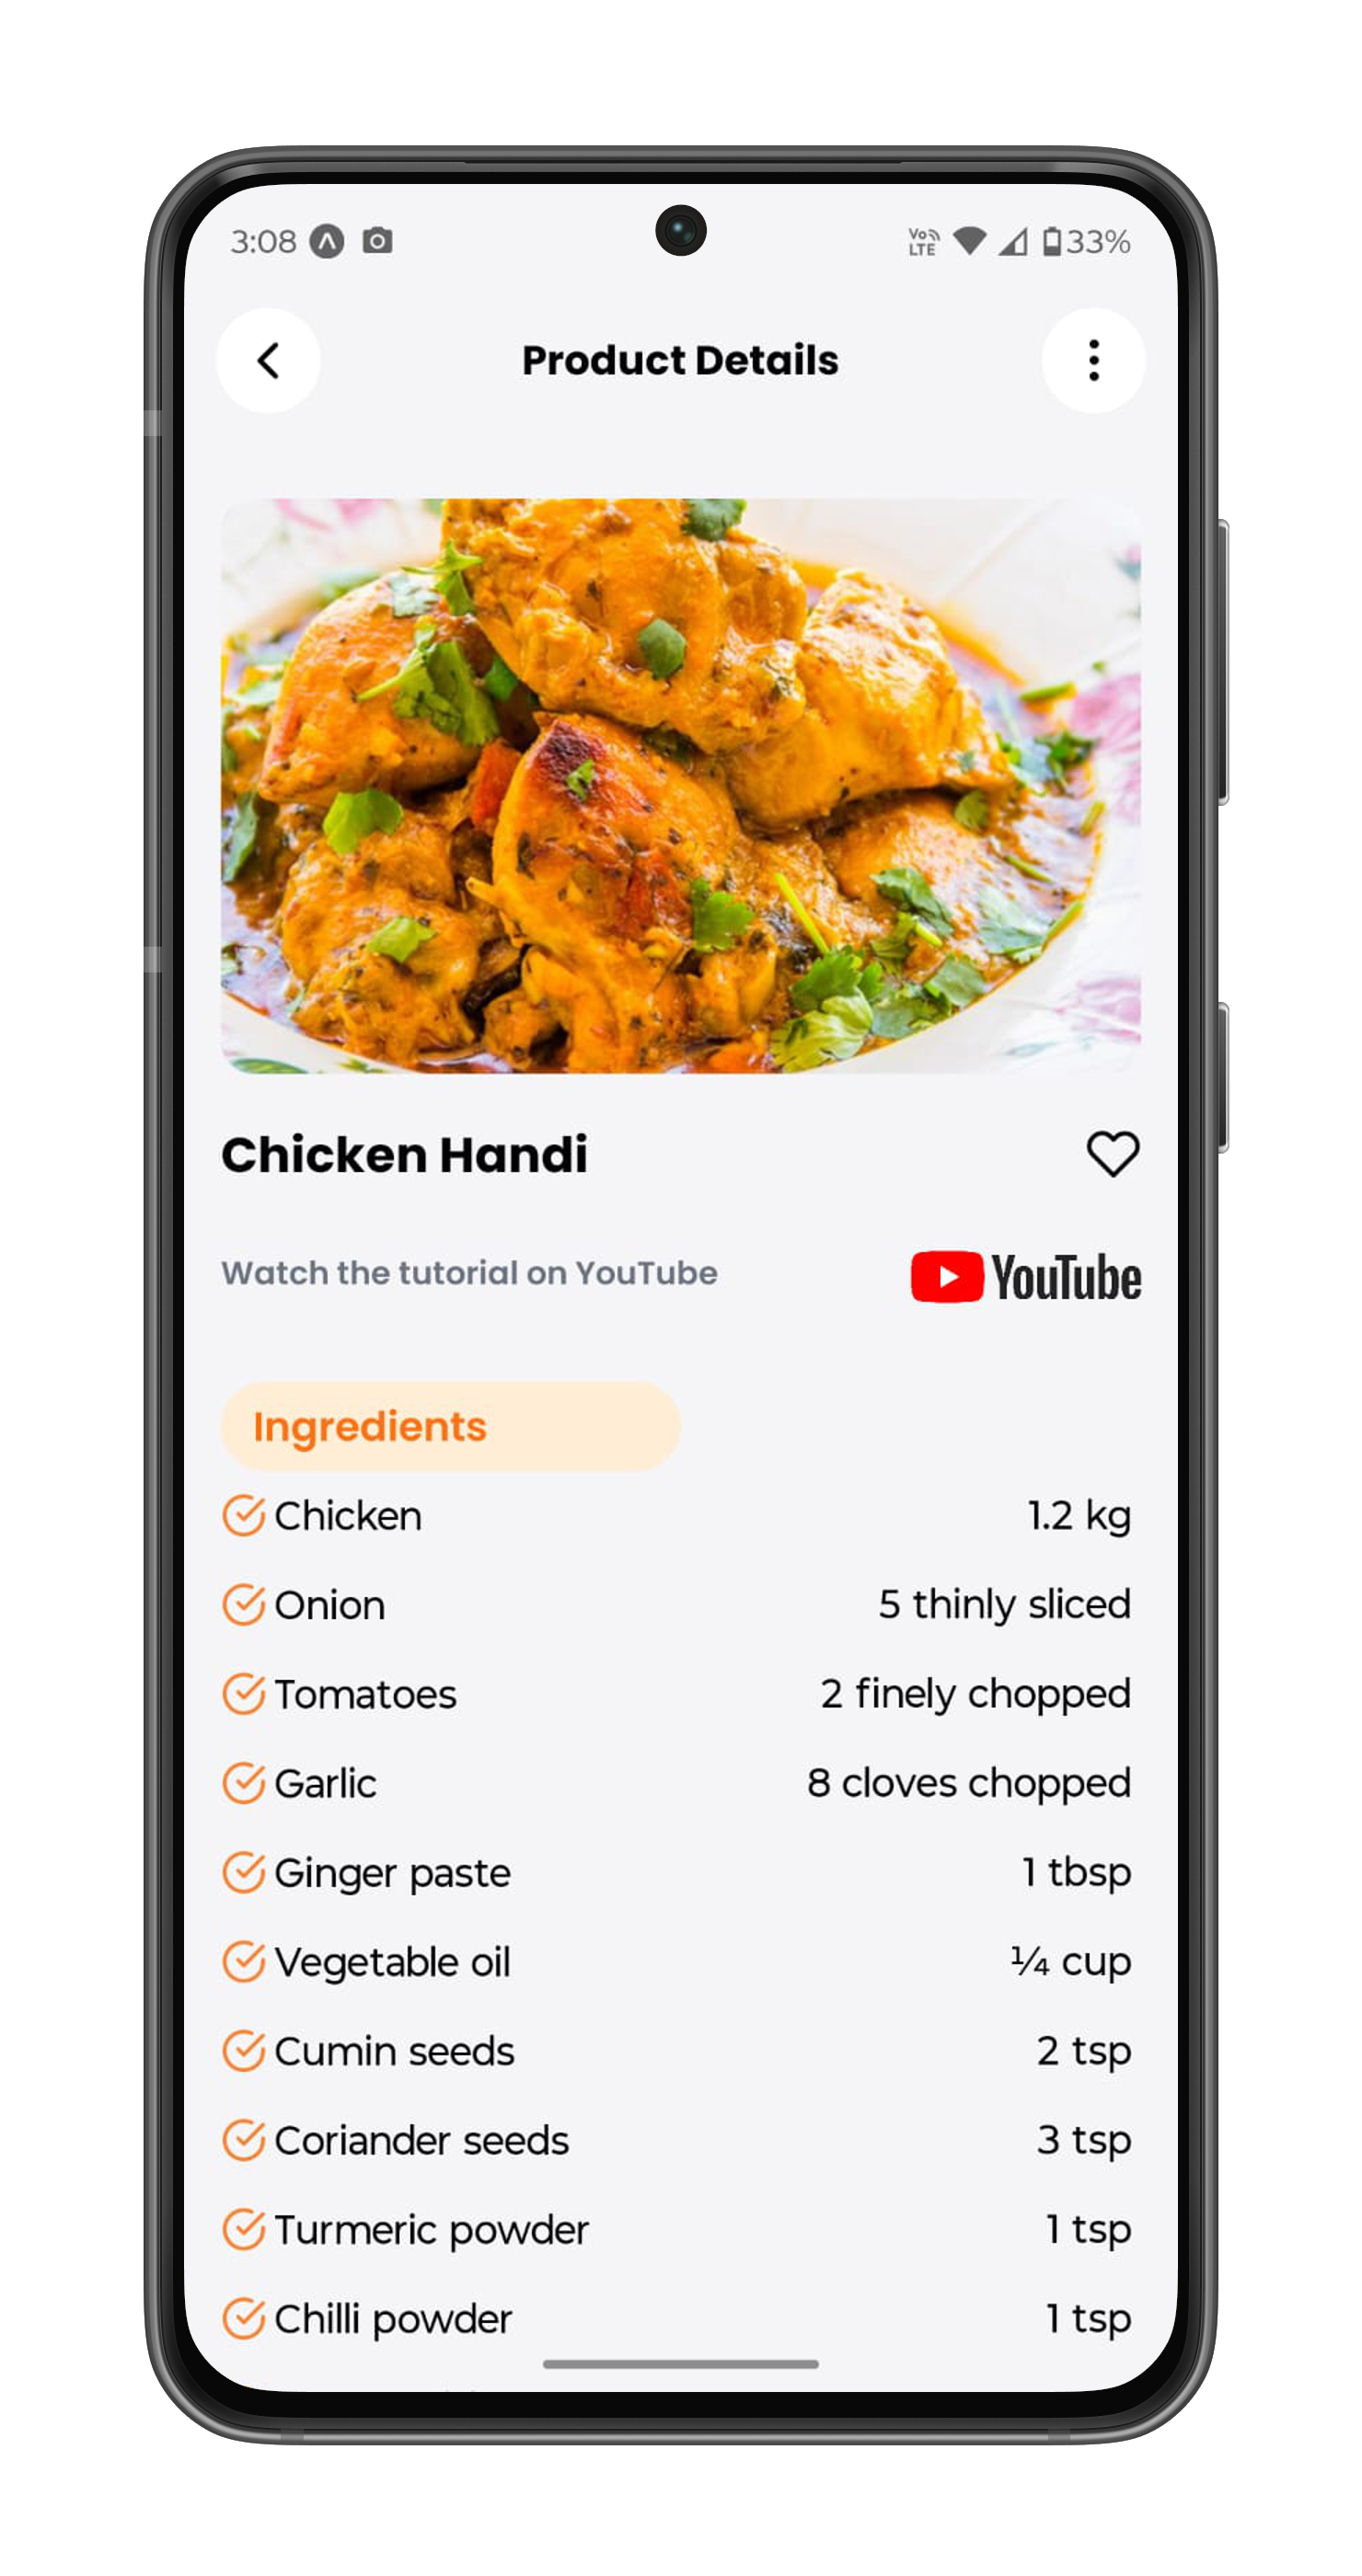 3:08
Vo LTE 33%
Product Details
Chicken Handi
Watch the tutorial on YouTube
YouTube
Ingredients
Chicken 1.2 kg
Onion 5 thinly sliced
Tomatoes 2 finely chopped
Garlic 8 cloves chopped
Ginger paste 1 tbsp
Vegetable oil ¼ cup
Cumin seeds 2 tsp
Coriander seeds 3 tsp
Turmeric powder 1 tsp
Chilli powder 1 tsp